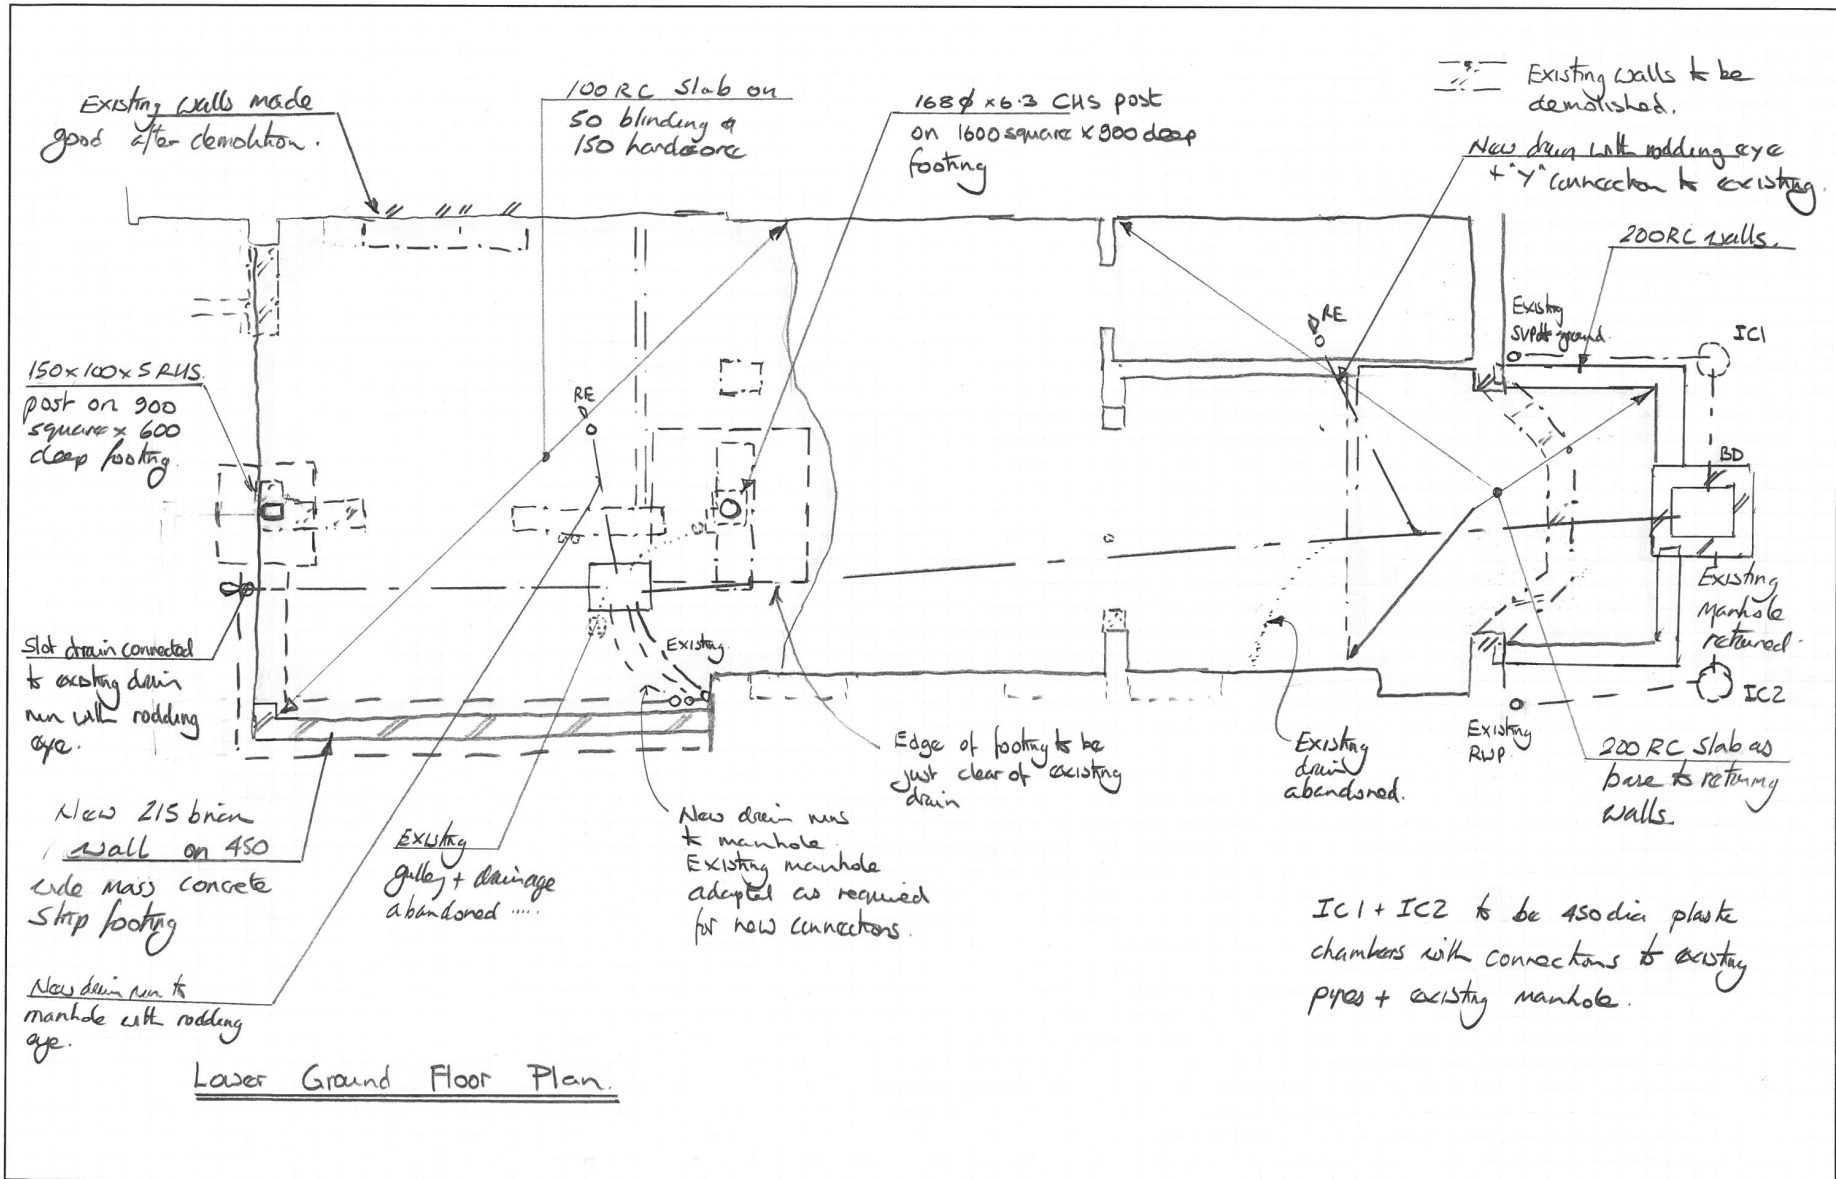 Existing walls made
good after demolition.
100 RC Slab on
50 blinding &
150 hardcore
168ϕ x 6.3 CHS post
on 1600 square x 900 deep
footing
Existing walls to be
demolished.
New drain with rodding eye
+ "Y" connection to existing.
200 RC walls.
RE
Existing
ground.
IC1
150 x 100 x 5 RHS
post on 900
square x 600
deep footing.
RE
BD
Slot drain connected
to existing drain
run with rodding
eye.
Existing
Existing
Manhole
retained.
IC2
Existing
RWP.
200 RC Slab as
base to retaining
walls.
Edge of footing to be
just clear of existing
drain
Existing
drain
abandoned.
New 215 brick
wall on 450
wide mass concrete
Strip footing
Existing
gulley + drainage
abandoned .....
New drain runs
to manhole.
Existing manhole
adapted as required
for new connections.
New drain run to
manhole with rodding
eye.
IC1 + IC2 to be 450 dia plastic
chambers with connections to existing
pipes + existing manhole.
Lower Ground Floor Plan.